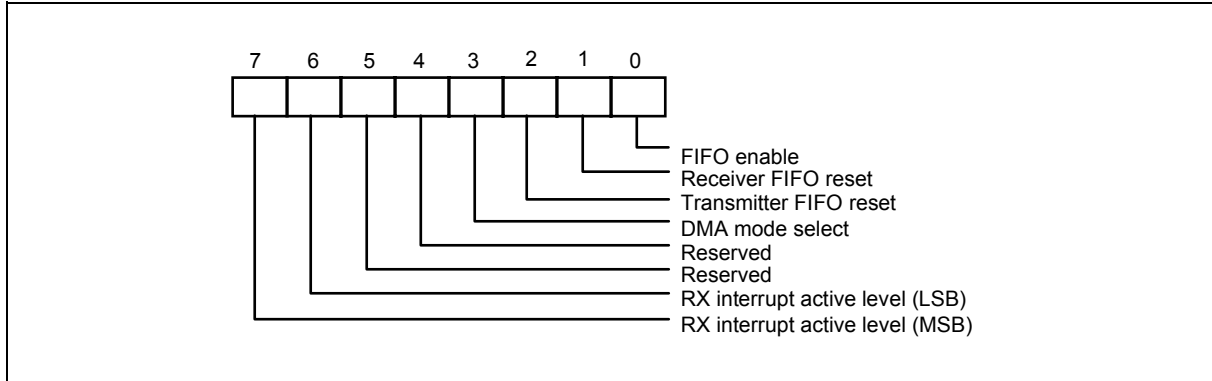 7 6 5 4 3 2 1 0
FIFO enable
Receiver FIFO reset
Transmitter FIFO reset
DMA mode select
Reserved
Reserved
RX interrupt active level (LSB)
RX interrupt active level (MSB)